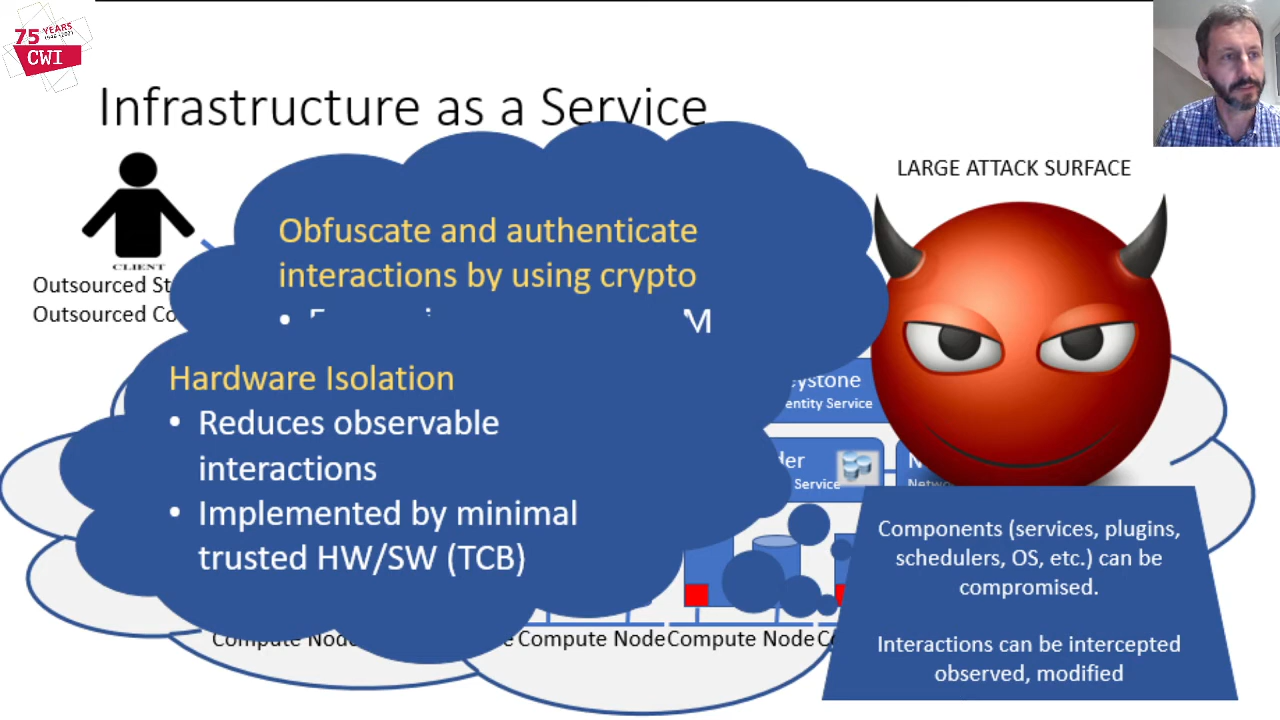 75 YEARS
CWI
Infrastructure as a Service
LARGE ATTACK SURFACE
CLIENT
Outsourced St
Outsourced Co
Obfuscate and authenticate
interactions by using crypto
Hardware Isolation
• Reduces observable
interactions
• Implemented by minimal
trusted HW/SW (TCB)
ystone
entity Service
der
Service
Netwo
Components (services, plugins,
schedulers, OS, etc.) can be
compromised.
Interactions can be intercepted
observed, modified
Compute Node
Compute Node
Compute Node